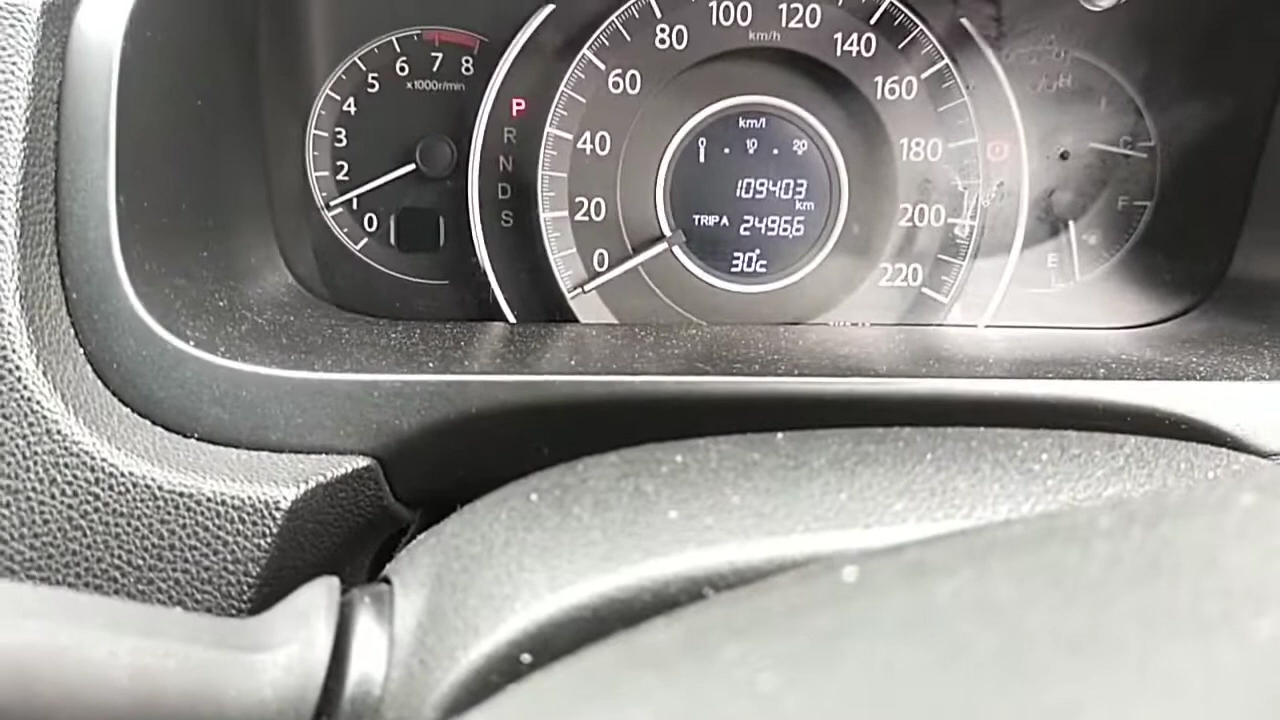 8
7
6
5
4
3
2
1
0
x1000r/min
P
R
N
D
S
0
20
40
60
80
100
120
140
160
180
200
220
km/h
km/l
0 . 10 . 20
109403
km
TRIP A 2496.6
30°c
H
C
F
E